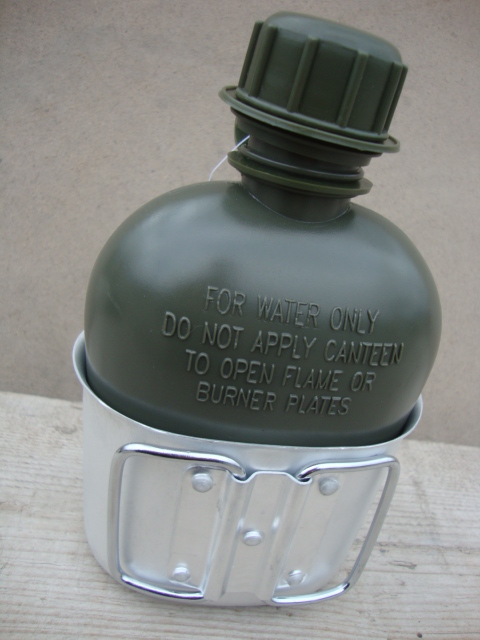 FOR WATER ONLY
DO NOT APPLY CANTEEN
TO OPEN FLAME OR
BURNER PLATES